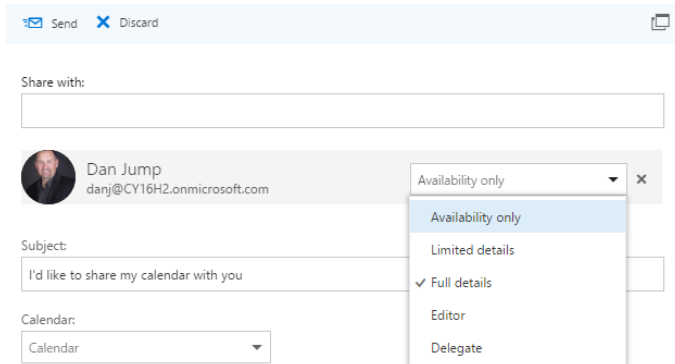 Send Discard
Share with:
Dan Jump
danj@CY16H2.onmicrosoft.com
Availability only
Availability only
Limited details
Full details
Editor
Delegate
Subject:
I'd like to share my calendar with you
Calendar:
Calendar